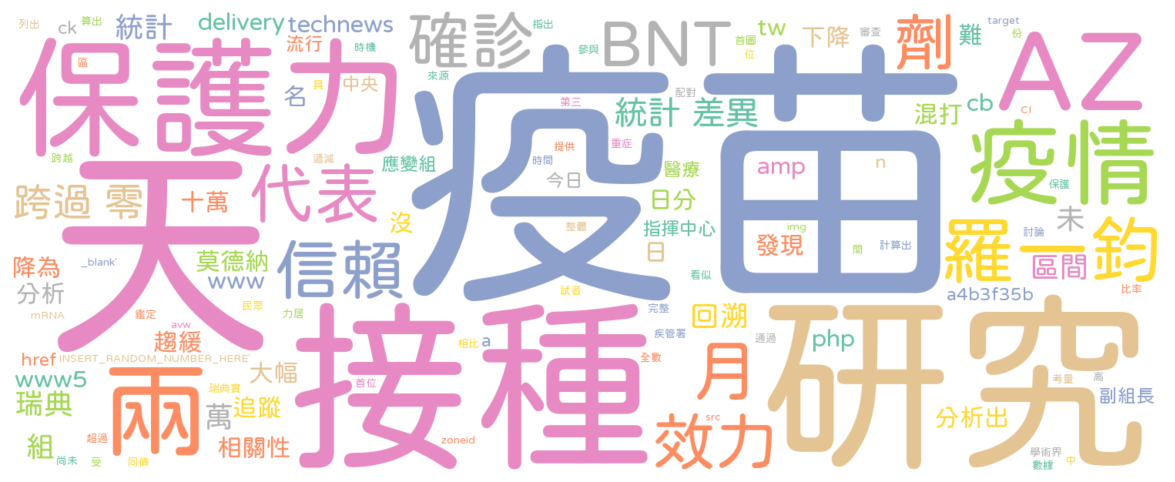 列出
ck
算出
統計
delivery
technews
流行
時機
確診
指出
參與
BNT
首圖
位
tw
下降
審查
劑
難
target
份
保護力
區
名
具
中央
來源
疫苗
第三
配對
統計 差異
提供
重症
時間
今日
醫療
混打
cb
AZ
CI
疫情
保護
跨越
遞減
應變組
天
跨過 零
十萬
代表
沒
日分
指揮中心
日
整體
amp
n
發現
img
間
計算出
未
討論
羅一鈞
區間
比率
降為
_blank'
莫德納
www
信賴
分析
mRNA
鑑定
avw
民眾
力居
試者
看似
完整
疾管署
回溯
a4b3f35b
趨緩
href
INSERT_RANDOM_NUMBER_HERE'
相比
a
全數
通過
php
www5
瑞典
兩
大幅
瑞典實
萬
追蹤
首位
接種
月
研究
考量
高
副組長
組
超過
尚未
受
相關性
zoneid
src
效力
分析出
學術界
數據
中